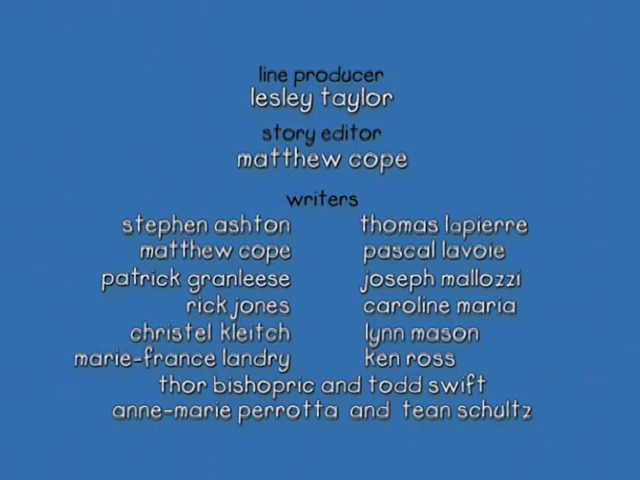 line producer
lesley taylor
story editor
matthew cope
writers
stephen ashton thomas lapierre
matthew cope pascal lavoie
patrick granleese joseph mallozzi
rick jones caroline maria
christel kleitch lynn mason
marie-france landry ken ross
thor bishopric and todd swift
anne-marie perrotta and tean schultz